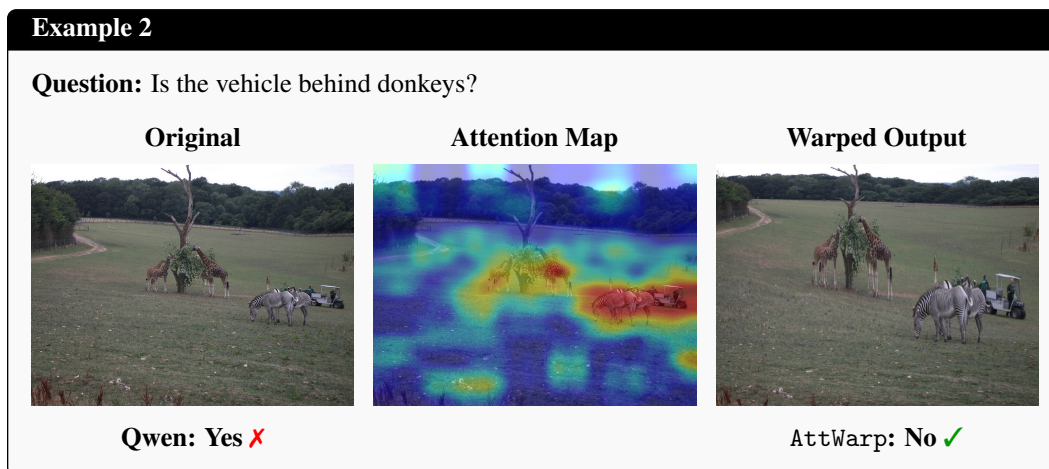 Example 2
Question: Is the vehicle behind donkeys?
Original Attention Map Warped Output
Qwen: Yes ✗ AttWarp: No ✓